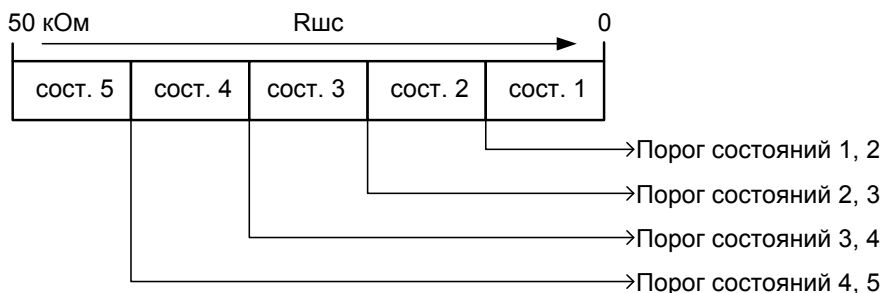 50 кОм Rшс 0
сост. 5 сост. 4 сост. 3 сост. 2 сост. 1
Порог состояний 1, 2
Порог состояний 2, 3
Порог состояний 3, 4
Порог состояний 4, 5